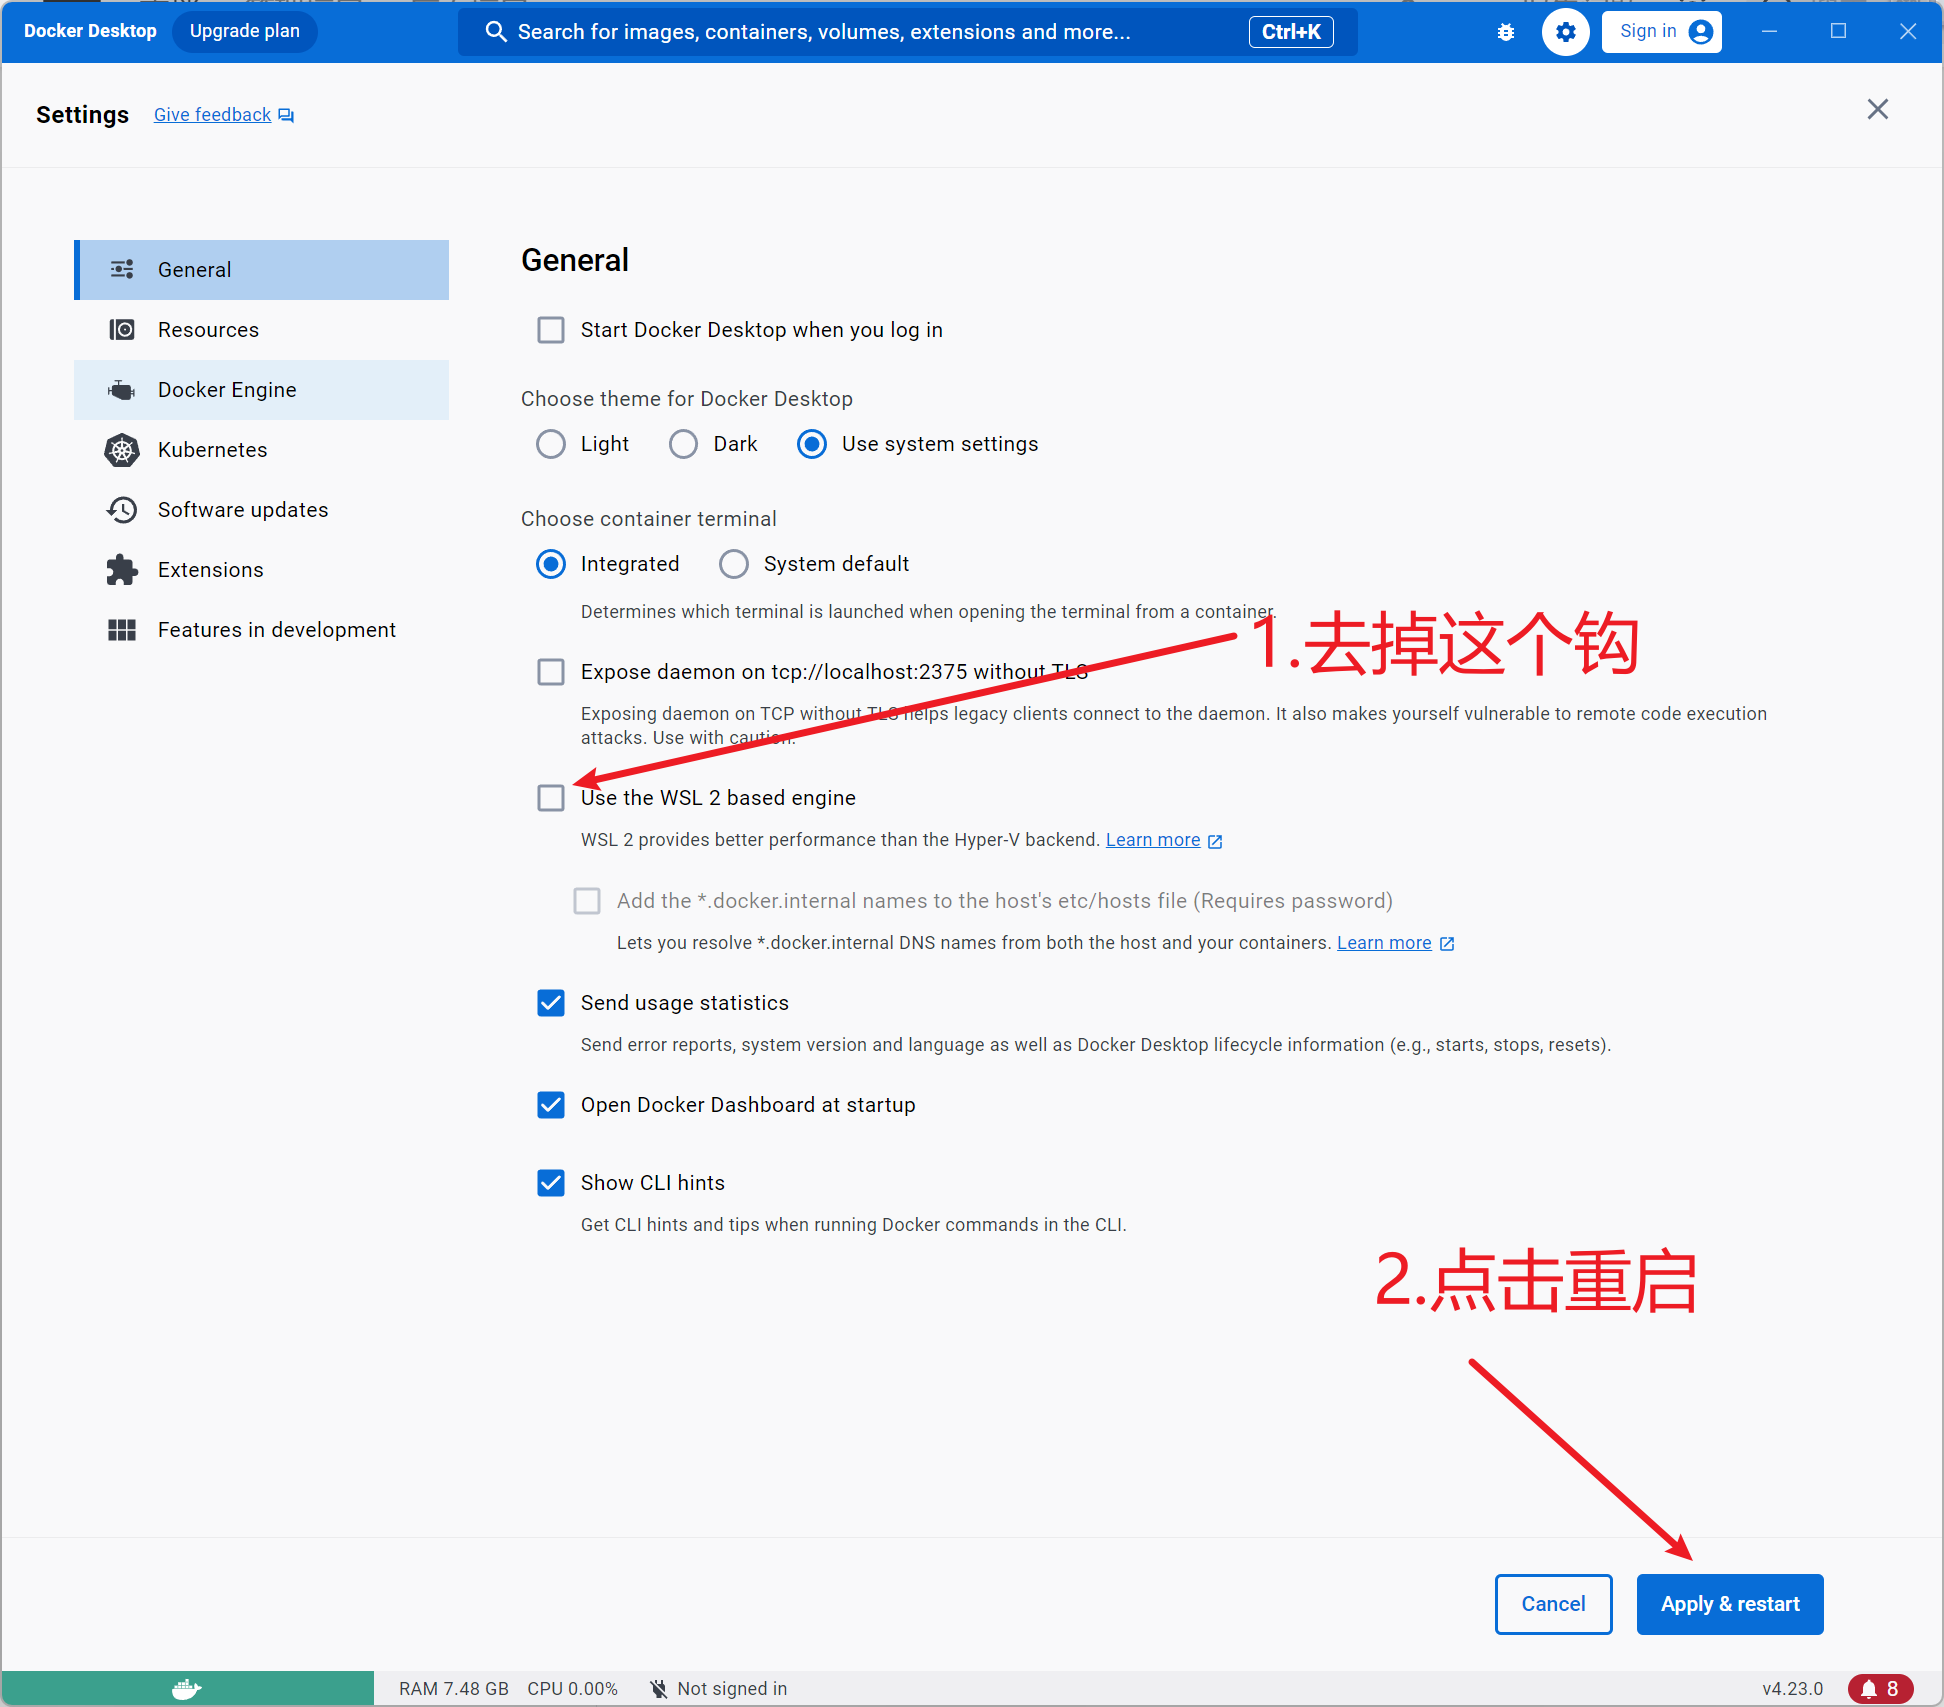 Docker Desktop
Upgrade plan
Search for images, containers, volumes, extensions and more...
Ctrl+K
Sign in
Settings
Give feedback
General
Resources
Docker Engine
Kubernetes
Software updates
Extensions
Features in development
General
Start Docker Desktop when you log in
Choose theme for Docker Desktop
Light
Dark
Use system settings
Choose container terminal
Integrated
System default
Determines which terminal is launched when opening the terminal from a container.
1.去掉这个钩
Expose daemon on tcp://localhost:2375 without TLS
Exposing daemon on TCP without TLS helps legacy clients connect to the daemon. It also makes yourself vulnerable to remote code execution
attacks. Use with caution.
Use the WSL 2 based engine
WSL 2 provides better performance than the Hyper-V backend. Learn more
Add the *.docker.internal names to the host's etc/hosts file (Requires password)
Lets you resolve *.docker.internal DNS names from both the host and your containers. Learn more
Send usage statistics
Send error reports, system version and language as well as Docker Desktop lifecycle information (e.g., starts, stops, resets).
Open Docker Dashboard at startup
Show CLI hints
Get CLI hints and tips when running Docker commands in the CLI.
2.点击重启
Cancel
Apply & restart
RAM 7.48 GB
CPU 0.00%
Not signed in
v4.23.0
8